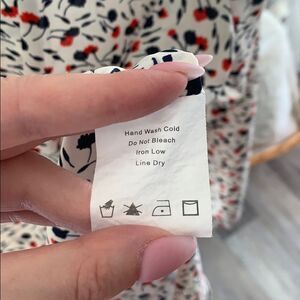 Hand Wash Cold
Do Not Bleach
Iron Low
Line Dry